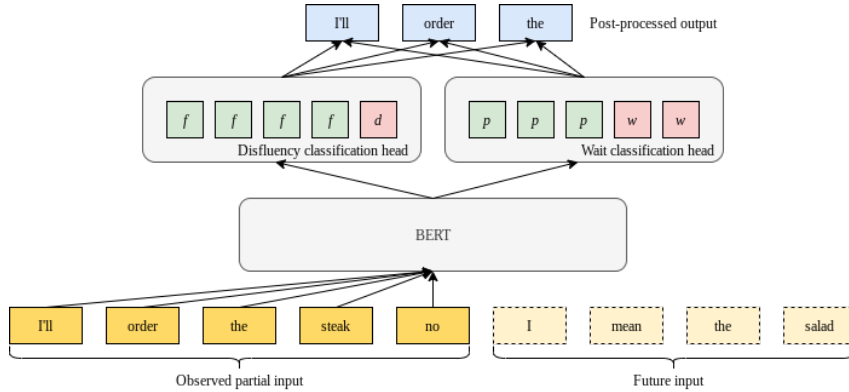 I'll order the Post-processed output
f f f f d p p p w w
Disfluency classification head Wait classification head
BERT
I'll order the steak no I mean the salad
Observed partial input Future input